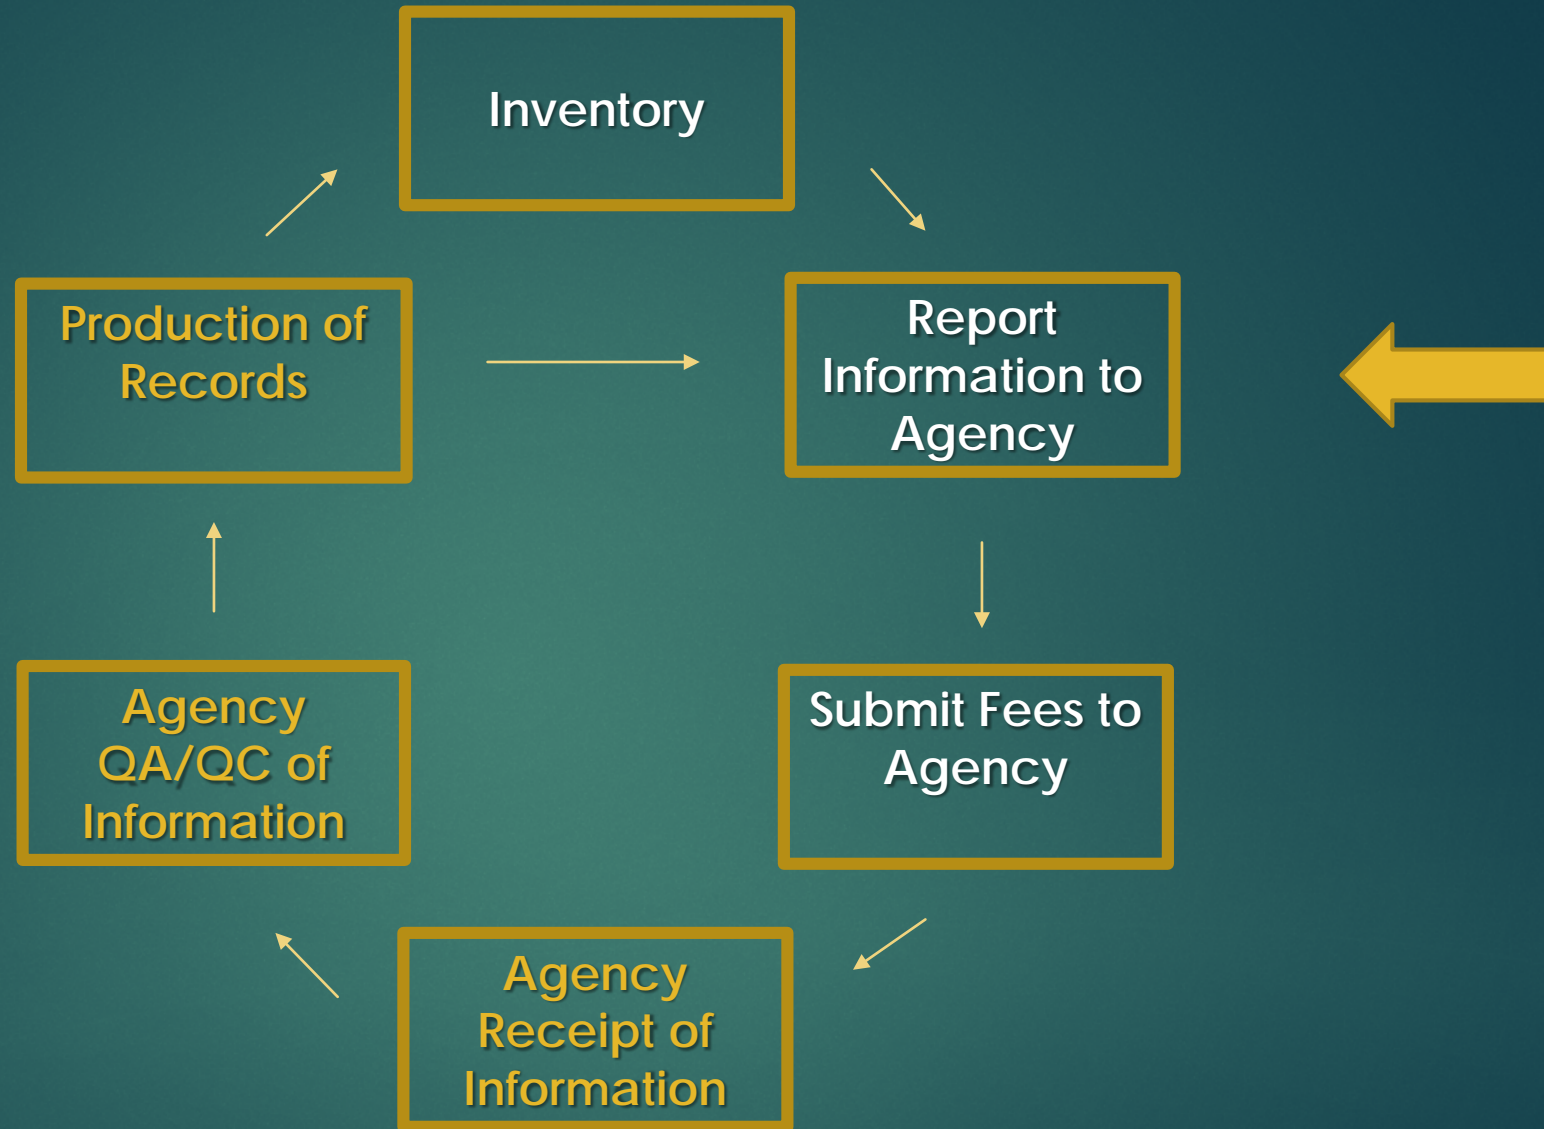 Inventory
Production of
Records
Report
Information to
Agency
Agency
QA/QC of
Information
Submit Fees to
Agency
Agency
Receipt of
Information